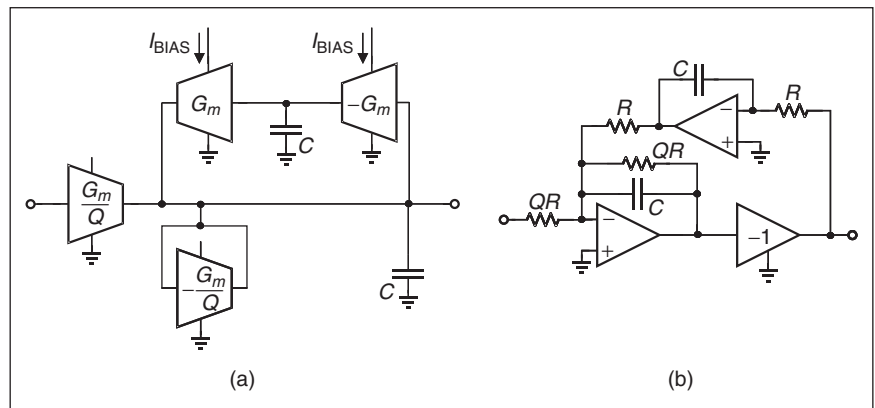 I_BIAS I_BIAS
G_m
-G_m
C
G_m/Q
-G_m/Q
C
(a)
C
R
R
-
+
QR
C
QR
-
+
-1
(b)